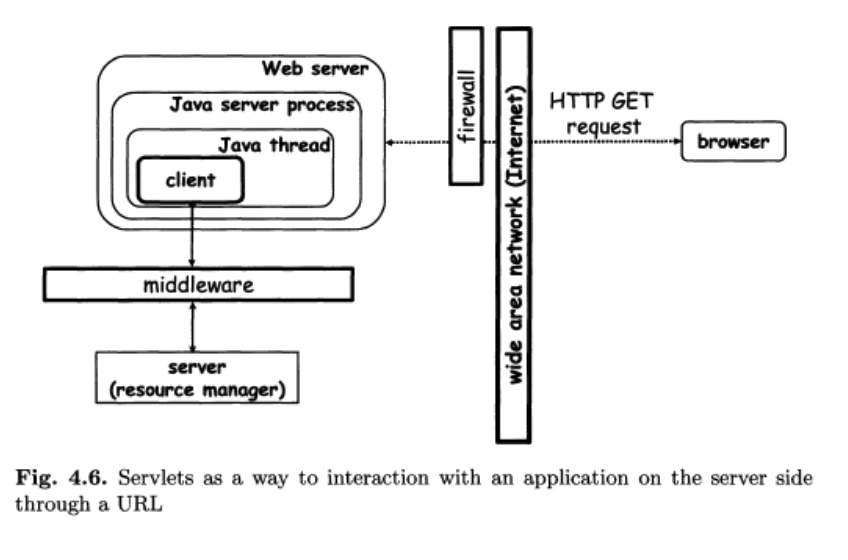 Web server
Java server process
Java thread
client
middleware
server
(resource manager)
firewall
wide area network (Internet)
HTTP GET
request
browser
Fig. 4.6. Servlets as a way to interaction with an application on the server side
through a URL